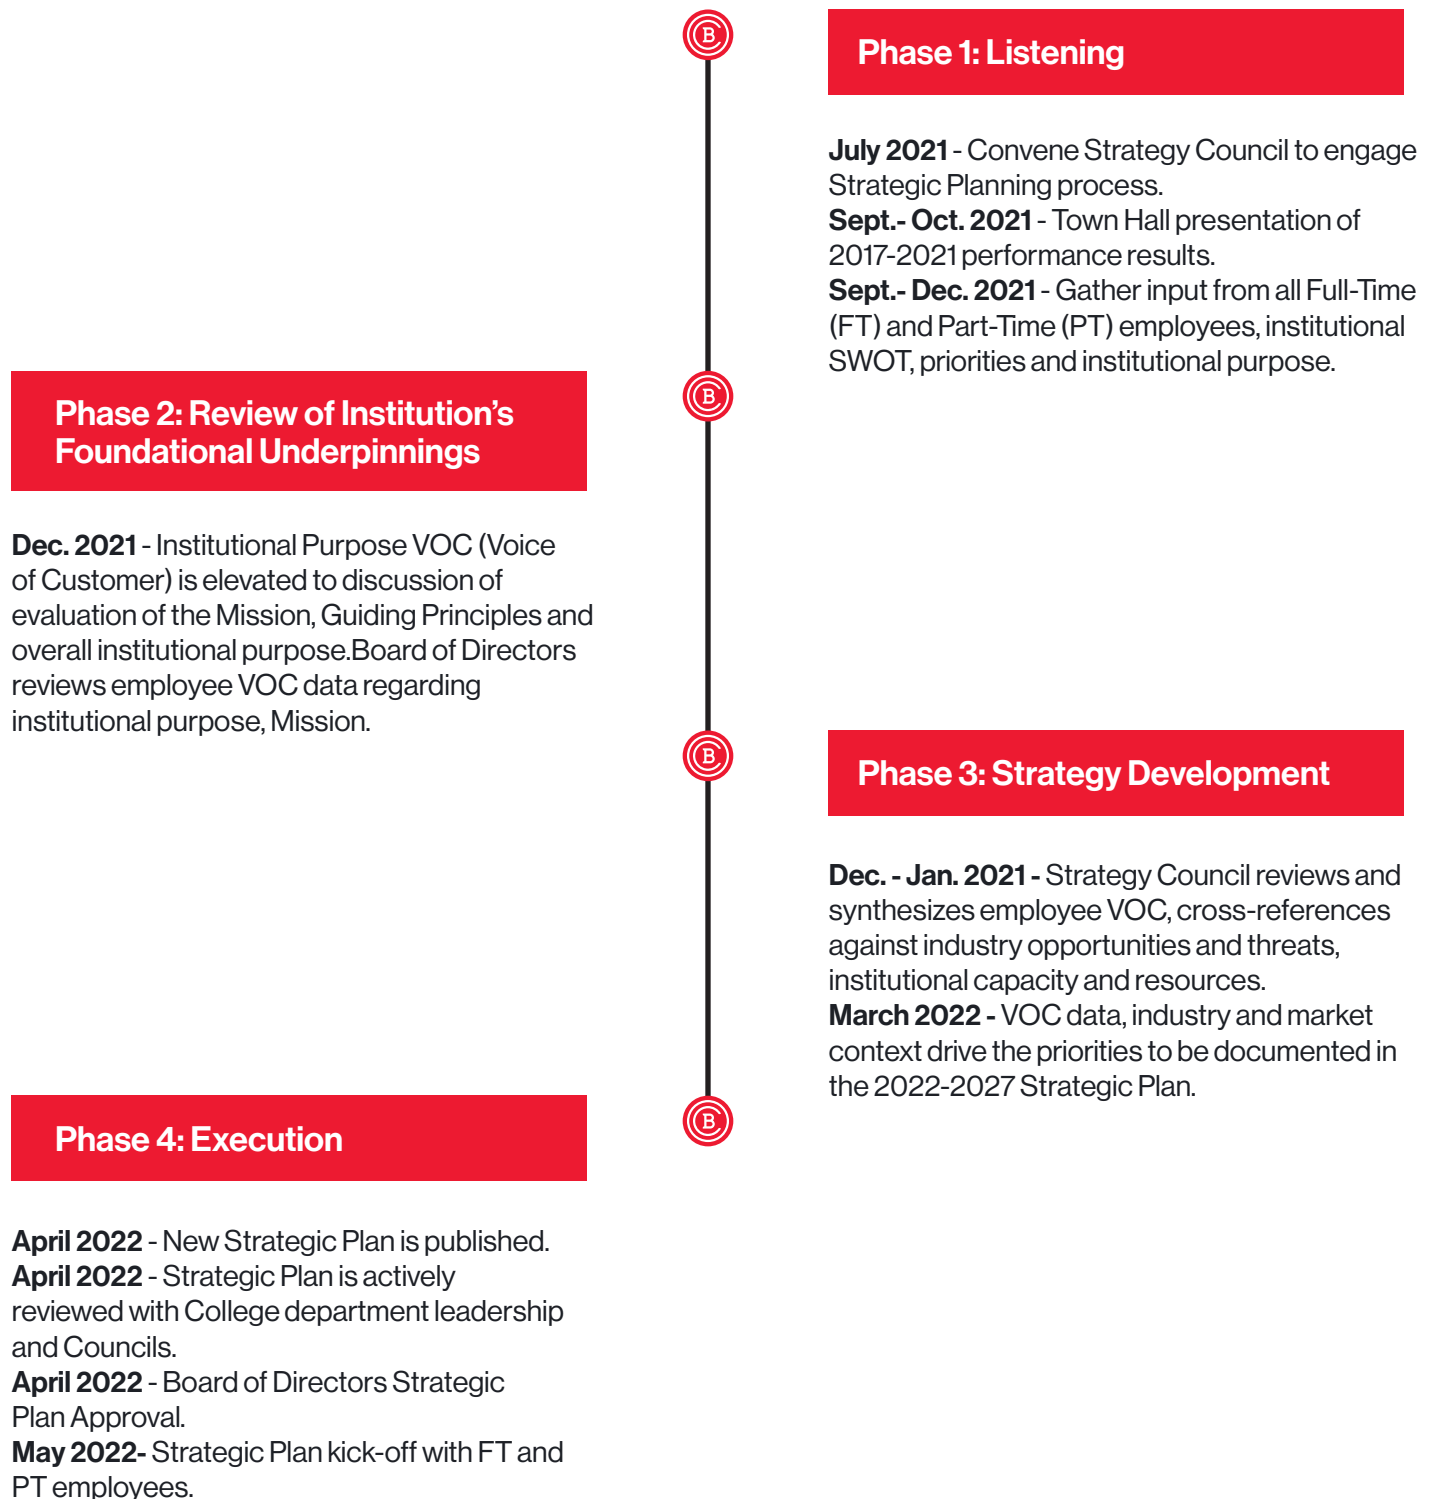 Phase 1: Listening
July 2021 - Convene Strategy Council to engage
Strategic Planning process.
Sept.- Oct. 2021 - Town Hall presentation of
2017-2021 performance results.
Sept.- Dec. 2021 - Gather input from all Full-Time
(FT) and Part-Time (PT) employees, institutional
SWOT, priorities and institutional purpose.
Phase 2: Review of Institution’s
Foundational Underpinnings
Dec. 2021 - Institutional Purpose VOC (Voice
of Customer) is elevated to discussion of
evaluation of the Mission, Guiding Principles and
overall institutional purpose.Board of Directors
reviews employee VOC data regarding
institutional purpose, Mission.
Phase 3: Strategy Development
Dec. - Jan. 2021 - Strategy Council reviews and
synthesizes employee VOC, cross-references
against industry opportunities and threats,
institutional capacity and resources.
March 2022 - VOC data, industry and market
context drive the priorities to be documented in
the 2022-2027 Strategic Plan.
Phase 4: Execution
April 2022 - New Strategic Plan is published.
April 2022 - Strategic Plan is actively
reviewed with College department leadership
and Councils.
April 2022 - Board of Directors Strategic
Plan Approval.
May 2022- Strategic Plan kick-off with FT and
PT employees.
B
B
B
B